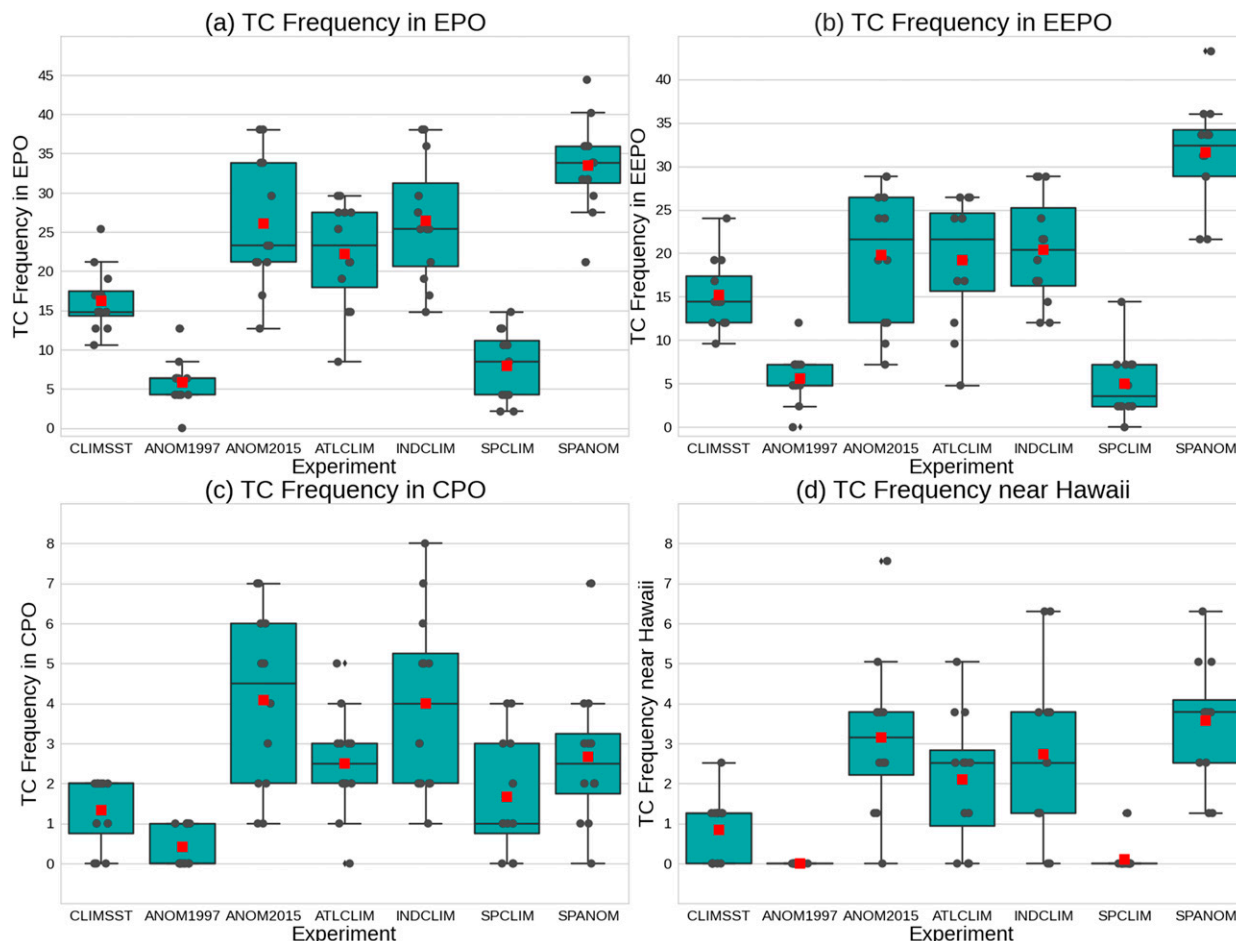 (a) TC Frequency in EPO
TC Frequency in EPO
45
40
35
30
25
20
15
10
5
0
CLIMSST ANOM1997 ANOM2015 ATLCLIM INDCLIM SPCLIM SPANOM
Experiment
(b) TC Frequency in EEPO
TC Frequency in EEPO
40
35
30
25
20
15
10
5
0
CLIMSST ANOM1997 ANOM2015 ATLCLIM INDCLIM SPCLIM SPANOM
Experiment
(c) TC Frequency in CPO
TC Frequency in CPO
8
7
6
5
4
3
2
1
0
CLIMSST ANOM1997 ANOM2015 ATLCLIM INDCLIM SPCLIM SPANOM
Experiment
(d) TC Frequency near Hawaii
TC Frequency near Hawaii
8
7
6
5
4
3
2
1
0
CLIMSST ANOM1997 ANOM2015 ATLCLIM INDCLIM SPCLIM SPANOM
Experiment